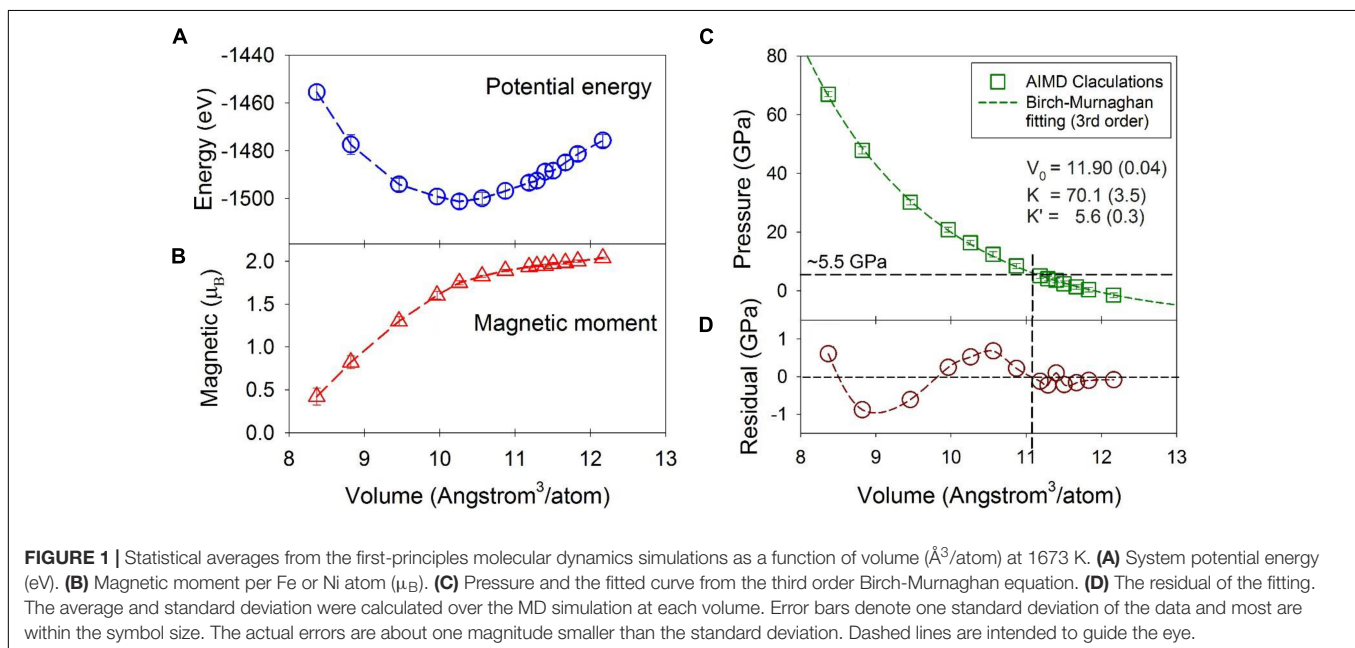 A
-1440
-1460
-1480
-1500
Energy (eV)
Potential energy
B
2.0
1.5
1.0
0.5
0.0
Magnetic (μB)
Magnetic moment
8 9 10 11 12 13
Volume (Angstrom³/atom)
C
80
60
40
20
0
Pressure (GPa)
AIMD Claculations
Birch-Murnaghan
fitting (3rd order)
V₀ = 11.90 (0.04)
K = 70.1 (3.5)
K' = 5.6 (0.3)
~5.5 GPa
D
1
0
-1
Residual (GPa)
8 9 10 11 12 13
Volume (Angstrom³/atom)
FIGURE 1 | Statistical averages from the first-principles molecular dynamics simulations as a function of volume (Å³/atom) at 1673 K. (A) System potential energy
(eV). (B) Magnetic moment per Fe or Ni atom (μB). (C) Pressure and the fitted curve from the third order Birch-Murnaghan equation. (D) The residual of the fitting.
The average and standard deviation were calculated over the MD simulation at each volume. Error bars denote one standard deviation of the data and most are
within the symbol size. The actual errors are about one magnitude smaller than the standard deviation. Dashed lines are intended to guide the eye.